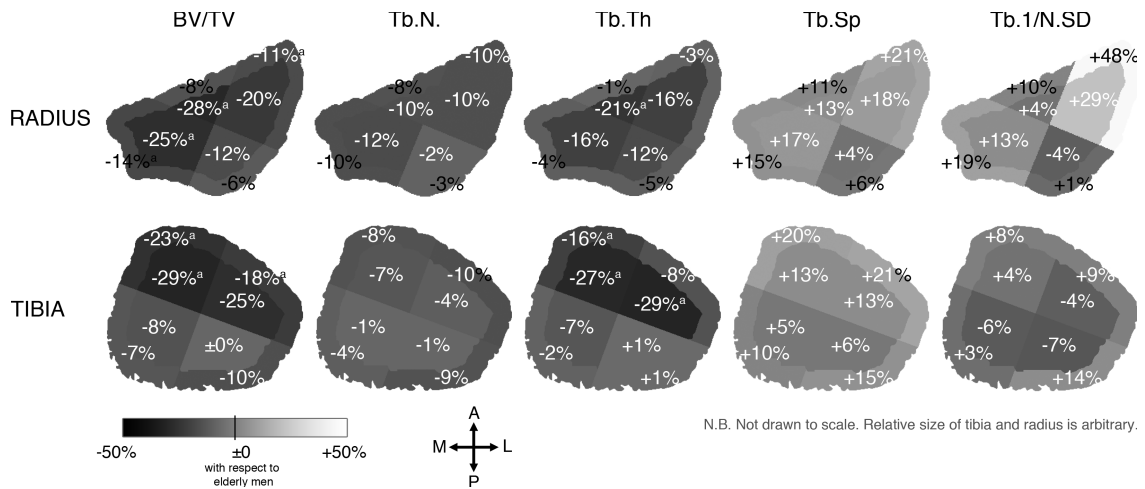 BV/TV Tb.N. Tb.Th Tb.Sp Tb.1/N.SD
RADIUS
-11%ᵃ -8% -28%ᵃ -20% -25%ᵃ -12% -14%ᵃ -6%
-10% -8% -10% -10% -12% -2% -10% -3%
-3% -1% -21%ᵃ -16% -16% -12% -4% -5%
+21% +11% +13% +18% +17% +4% +15% +6%
+48% +10% +4% +29% +13% -4% +19% +1%
TIBIA
-23%ᵃ -29%ᵃ -18%ᵃ -25% -8% ±0% -7% -10%
-8% -7% -10% -4% -1% -1% -4% -9%
-16%ᵃ -27%ᵃ -8% -29%ᵃ -7% +1% -2% +1%
+20% +13% +21% +13% +5% +6% +10% +15%
+8% +4% +9% -4% -6% -7% +3% +14%
-50% ±0 +50%
with respect to
elderly men
A
M L
P
N.B. Not drawn to scale. Relative size of tibia and radius is arbitrary.